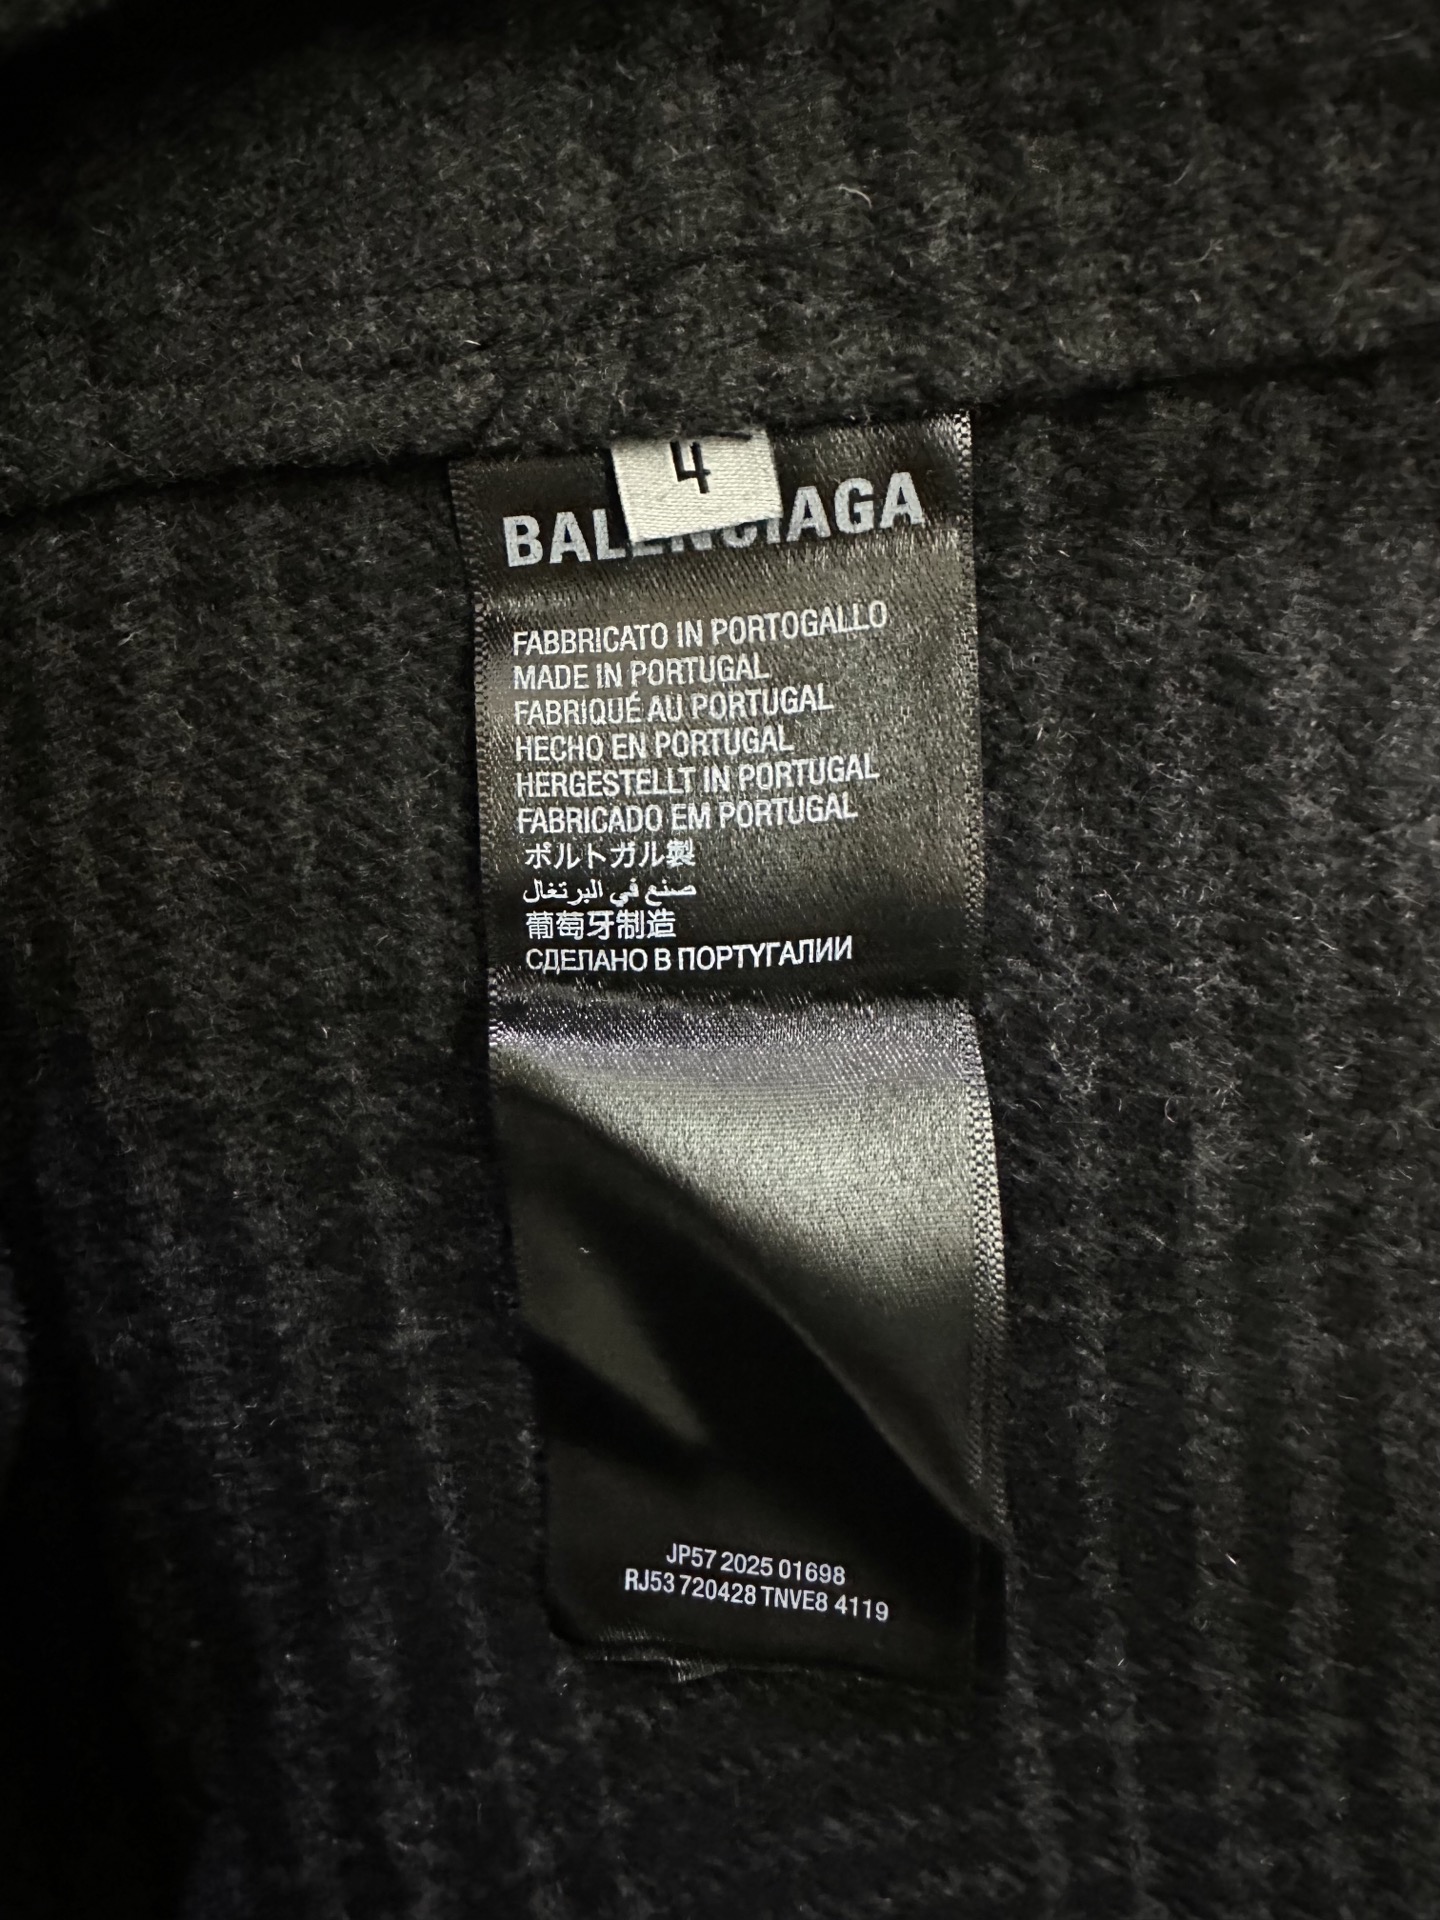 4
BALENCIAGA
FABBRICATO IN PORTOGALLO
MADE IN PORTUGAL
FABRIQUÉ AU PORTUGAL
HECHO EN PORTUGAL
HERGESTELLT IN PORTUGAL
FABRICADO EM PORTUGAL
ポルトガル製
صنع في البرتغال
葡萄牙制造
СДЕЛАНО В ПОРТУГАЛИИ
JP57 2025 01698
RJ53 720428 TNVE8 4119